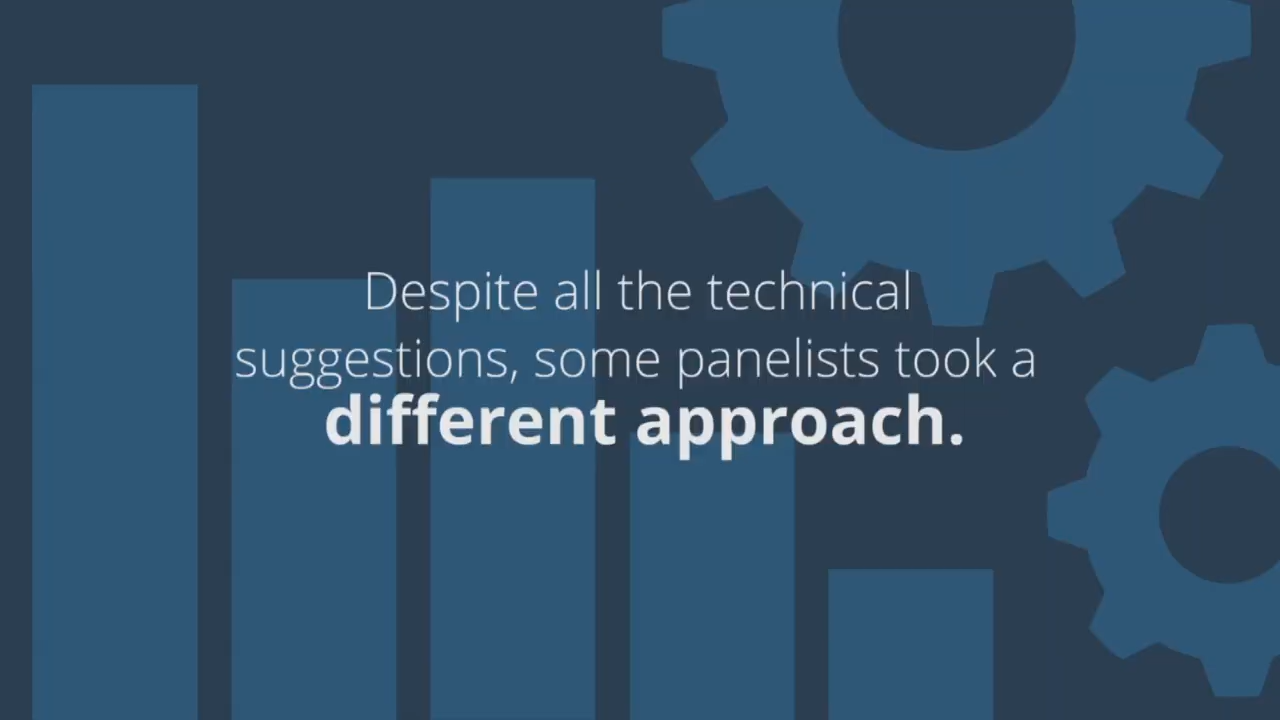 Despite all the technical
suggestions, some panelists took a
different approach.